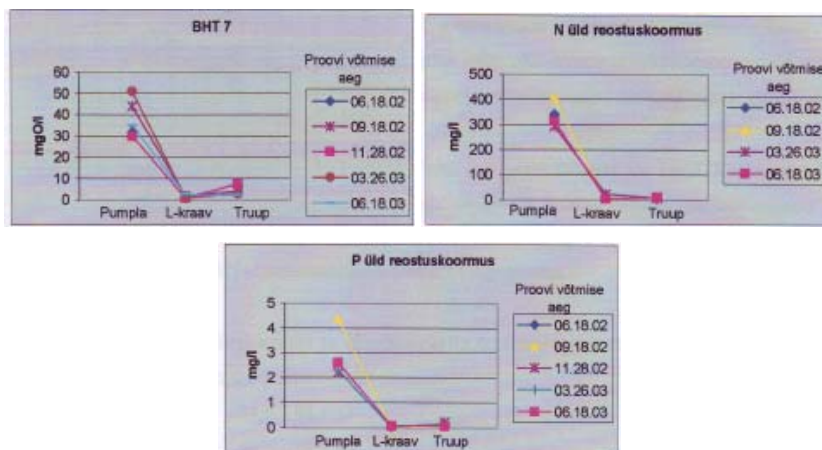 BHT 7
mgO/l
60
50
40
30
20
10
0
Pumpla L-kraav Truup
Proovi võtmise
aeg
06.18.02
09.18.02
11.28.02
03.26.03
06.18.03
N üld reostuskoormus
mg/l
500
400
300
200
100
0
Pumpla L-kraav Truup
Proovi võtmise
aeg
06.18.02
09.18.02
03.26.03
06.18.03
P üld reostuskoormus
mg/l
5
4
3
2
1
0
Pumpla L-kraav Truup
Proovi võtmise
aeg
06.18.02
09.18.02
11.28.02
03.26.03
06.18.03